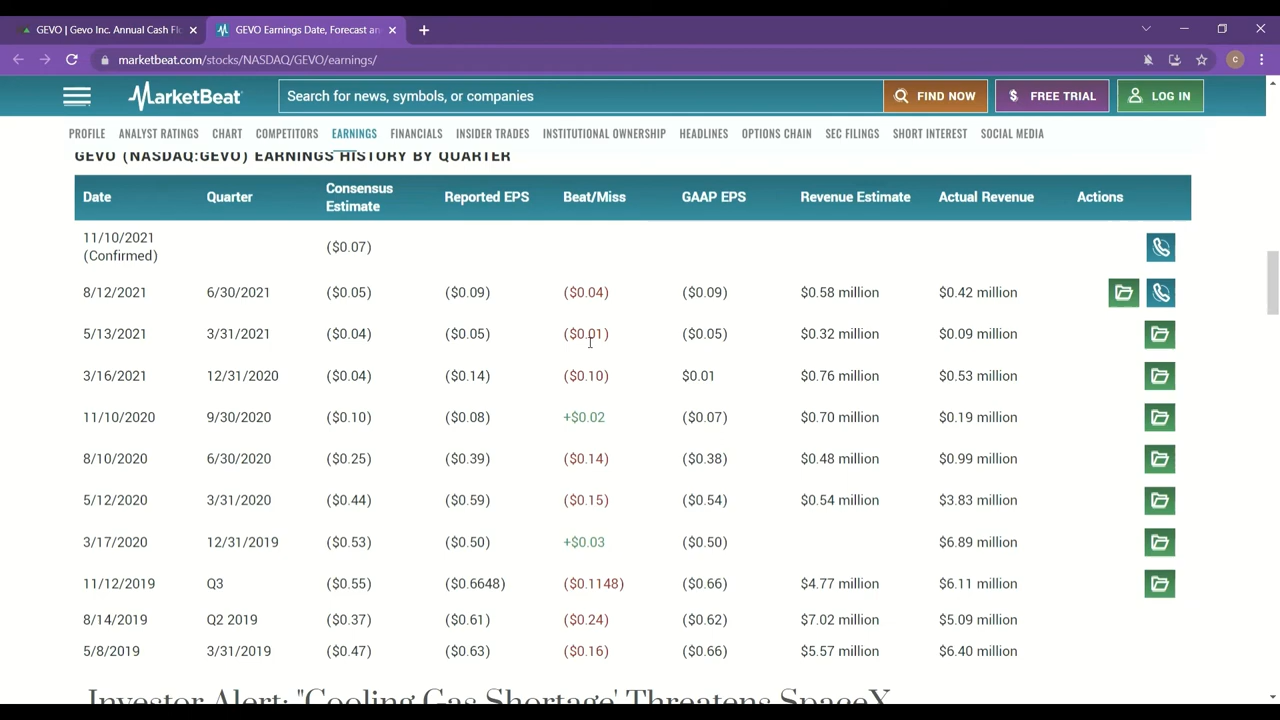 GEVO | Gevo Inc. Annual Cash Fl
GEVO Earnings Date, Forecast an
marketbeat.com/stocks/NASDAQ/GEVO/earnings/
C
MarketBeat
Search for news, symbols, or companies
FIND NOW
$ FREE TRIAL
LOG IN
PROFILE ANALYST RATINGS CHART COMPETITORS EARNINGS FINANCIALS INSIDER TRADES INSTITUTIONAL OWNERSHIP HEADLINES OPTIONS CHAIN SEC FILINGS SHORT INTEREST SOCIAL MEDIA
GEVO (NASDAQ:GEVO) EARNINGS HISTORY BY QUARTER
Date Quarter Consensus Estimate Reported EPS Beat/Miss GAAP EPS Revenue Estimate Actual Revenue Actions
11/10/2021 (Confirmed) ($0.07)
8/12/2021 6/30/2021 ($0.05) ($0.09) ($0.04) ($0.09) $0.58 million $0.42 million
5/13/2021 3/31/2021 ($0.04) ($0.05) ($0.01) ($0.05) $0.32 million $0.09 million
3/16/2021 12/31/2020 ($0.04) ($0.14) ($0.10) $0.01 $0.76 million $0.53 million
11/10/2020 9/30/2020 ($0.10) ($0.08) +$0.02 ($0.07) $0.70 million $0.19 million
8/10/2020 6/30/2020 ($0.25) ($0.39) ($0.14) ($0.38) $0.48 million $0.99 million
5/12/2020 3/31/2020 ($0.44) ($0.59) ($0.15) ($0.54) $0.54 million $3.83 million
3/17/2020 12/31/2019 ($0.53) ($0.50) +$0.03 ($0.50) $6.89 million
11/12/2019 Q3 ($0.55) ($0.6648) ($0.1148) ($0.66) $4.77 million $6.11 million
8/14/2019 Q2 2019 ($0.37) ($0.61) ($0.24) ($0.62) $7.02 million $5.09 million
5/8/2019 3/31/2019 ($0.47) ($0.63) ($0.16) ($0.66) $5.57 million $6.40 million
Investor Alert: "Cooling Gas Shortage' Threatens SpaceX